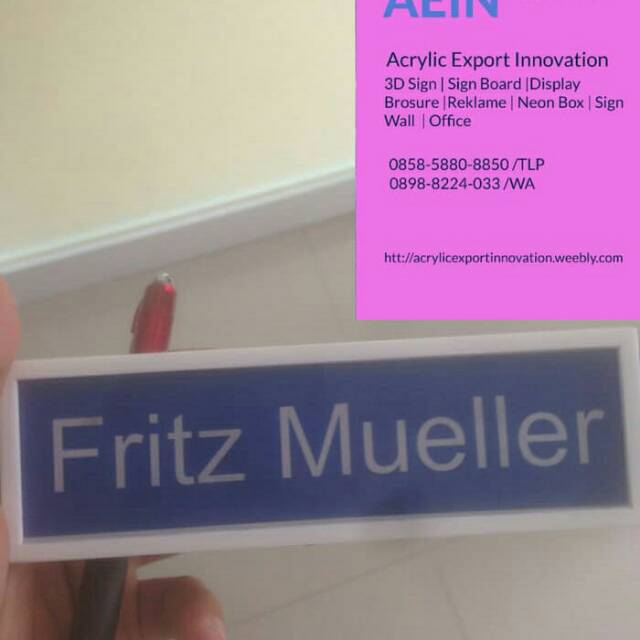 AEIN
Acrylic Export Innovation
3D Sign | Sign Board |Display
Brosure |Reklame | Neon Box | Sign
Wall | Office
0858-5880-8850 /TLP
0898-8224-033 /WA
htt://acrylicexportinnovation.weebly.com
Fritz Mueller